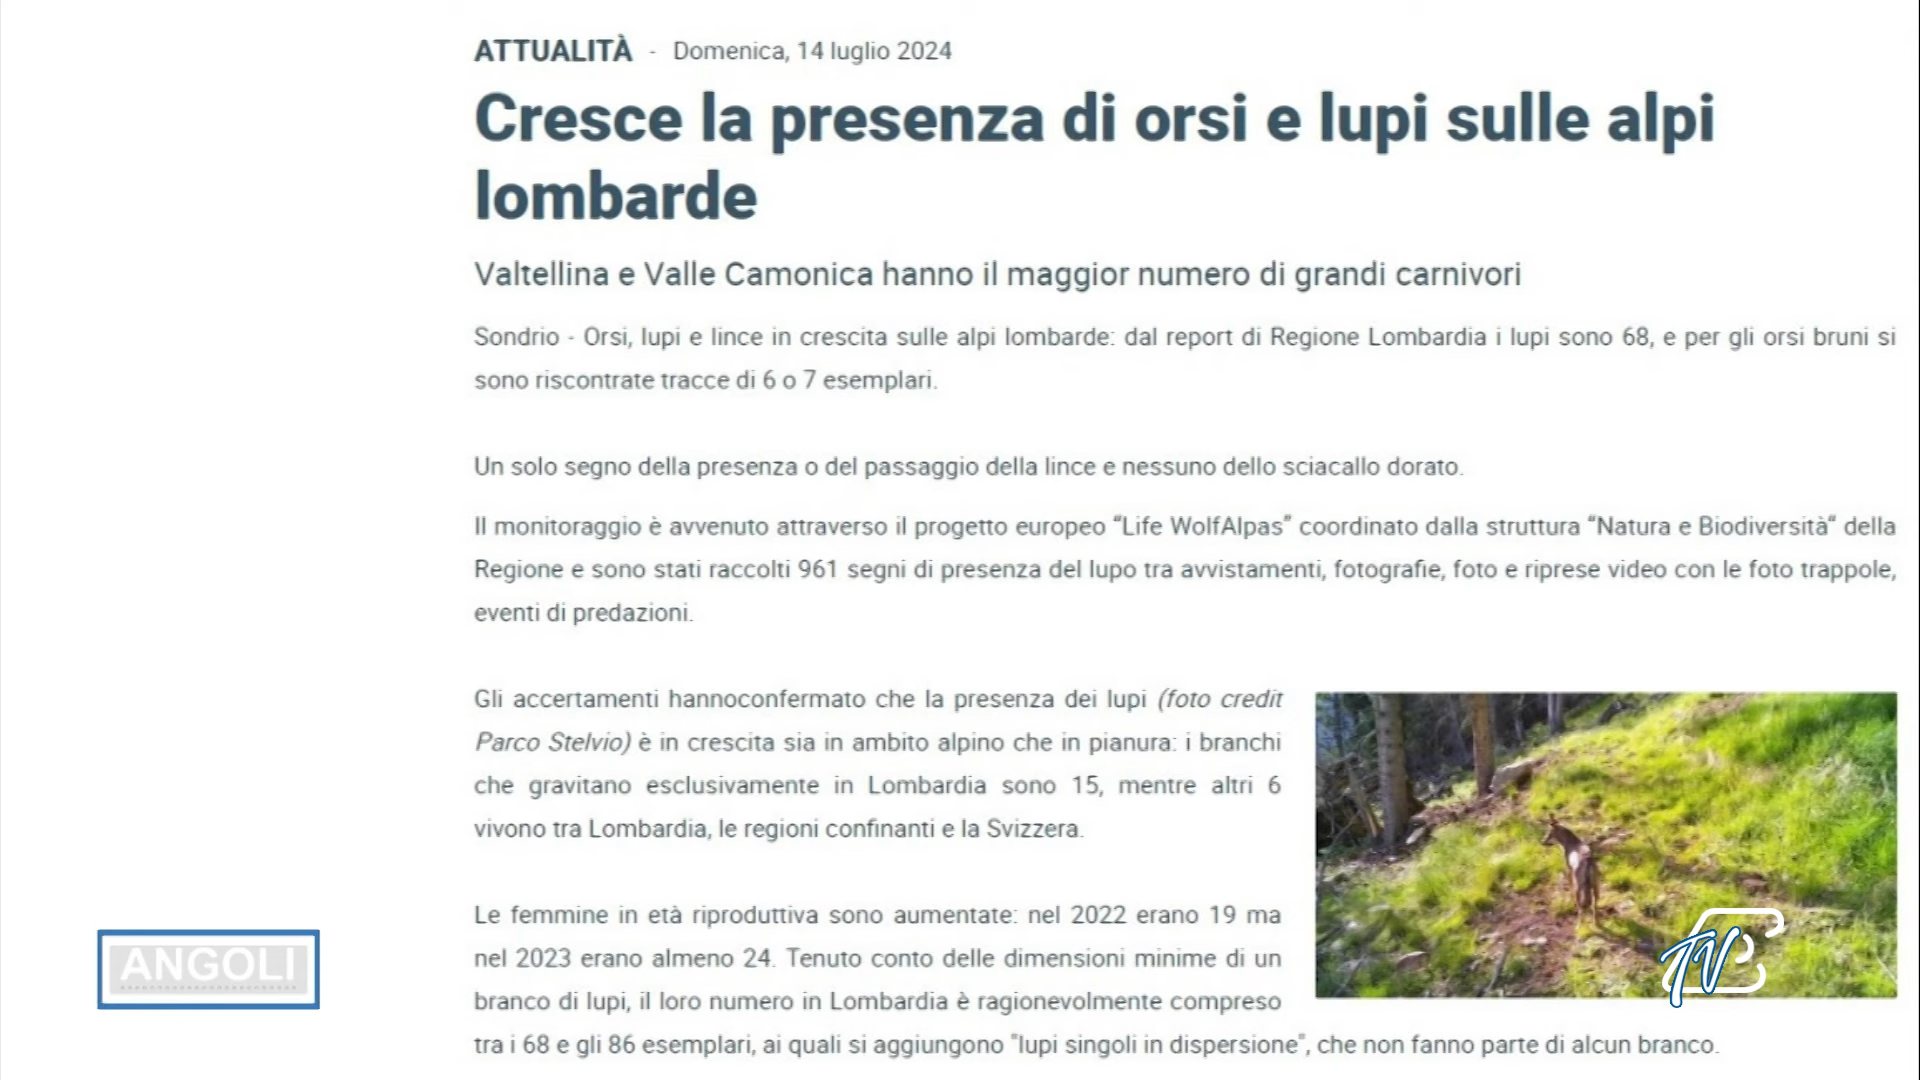 ATTUALITÀ - Domenica, 14 luglio 2024
Cresce la presenza di orsi e lupi sulle alpi
lombarde
Valtellina e Valle Camonica hanno il maggior numero di grandi carnivori
Sondrio - Orsi, lupi e lince in crescita sulle alpi lombarde: dal report di Regione Lombardia i lupi sono 68, e per gli orsi bruni si
sono riscontrate tracce di 6 o 7 esemplari.
Un solo segno della presenza o del passaggio della lince e nessuno dello sciacallo dorato.
Il monitoraggio è avvenuto attraverso il progetto europeo “Life WolfAlpas” coordinato dalla struttura “Natura e Biodiversità“ della
Regione e sono stati raccolti 961 segni di presenza del lupo tra avvistamenti, fotografie, foto e riprese video con le foto trappole,
eventi di predazioni.
Gli accertamenti hannoconfermato che la presenza dei lupi (foto credit
Parco Stelvio) è in crescita sia in ambito alpino che in pianura: i branchi
che gravitano esclusivamente in Lombardia sono 15, mentre altri 6
vivono tra Lombardia, le regioni confinanti e la Svizzera.
Le femmine in età riproduttiva sono aumentate: nel 2022 erano 19 ma
nel 2023 erano almeno 24. Tenuto conto delle dimensioni minime di un
branco di lupi, il loro numero in Lombardia è ragionevolmente compreso
tra i 68 e gli 86 esemplari, ai quali si aggiungono "lupi singoli in dispersione", che non fanno parte di alcun branco.
ANGOLI
TV